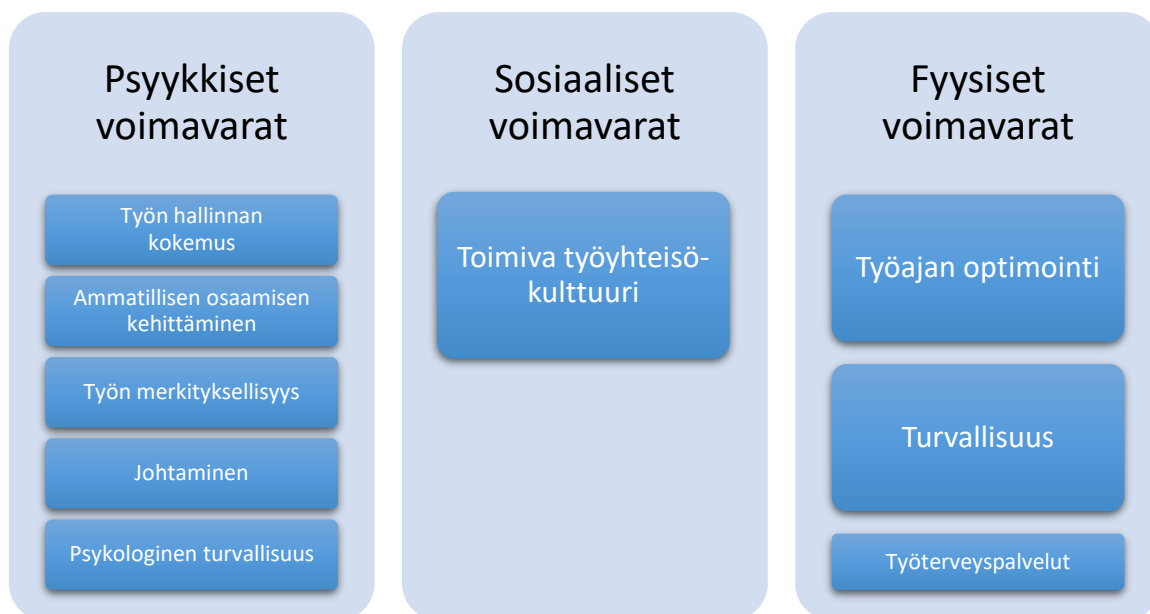 Psyykkiset
voimavarat
Työn hallinnan
kokemus
Ammatillisen osaamisen
kehittäminen
Työn merkityksellisyys
Johtaminen
Psykologinen turvallisuus
Sosiaaliset
voimavarat
Toimiva työyhteisö-
kulttuuri
Fyysiset
voimavarat
Työajan optimointi
Turvallisuus
Työterveyspalvelut